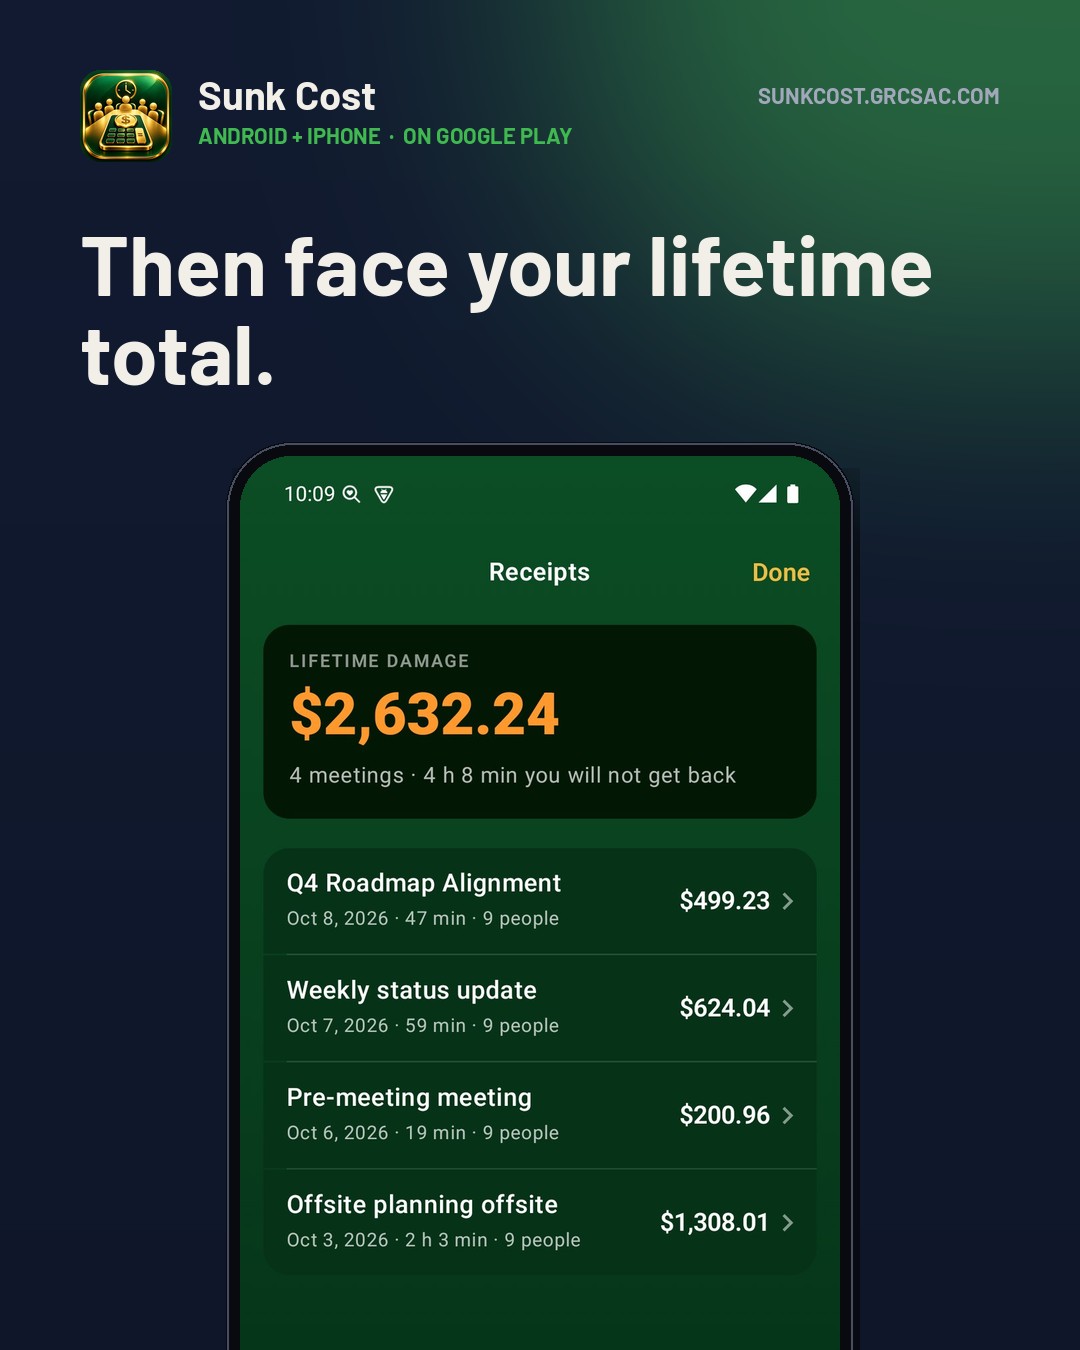 Sunk Cost
ANDROID + IPHONE · ON GOOGLE PLAY
SUNKCOST.GRCSAC.COM
Then face your lifetime
total.
10:09
Receipts
Done
LIFETIME DAMAGE
$2,632.24
4 meetings · 4 h 8 min you will not get back
Q4 Roadmap Alignment
Oct 8, 2026 · 47 min · 9 people
$499.23
Weekly status update
Oct 7, 2026 · 59 min · 9 people
$624.04
Pre-meeting meeting
Oct 6, 2026 · 19 min · 9 people
$200.96
Offsite planning offsite
Oct 3, 2026 · 2 h 3 min · 9 people
$1,308.01